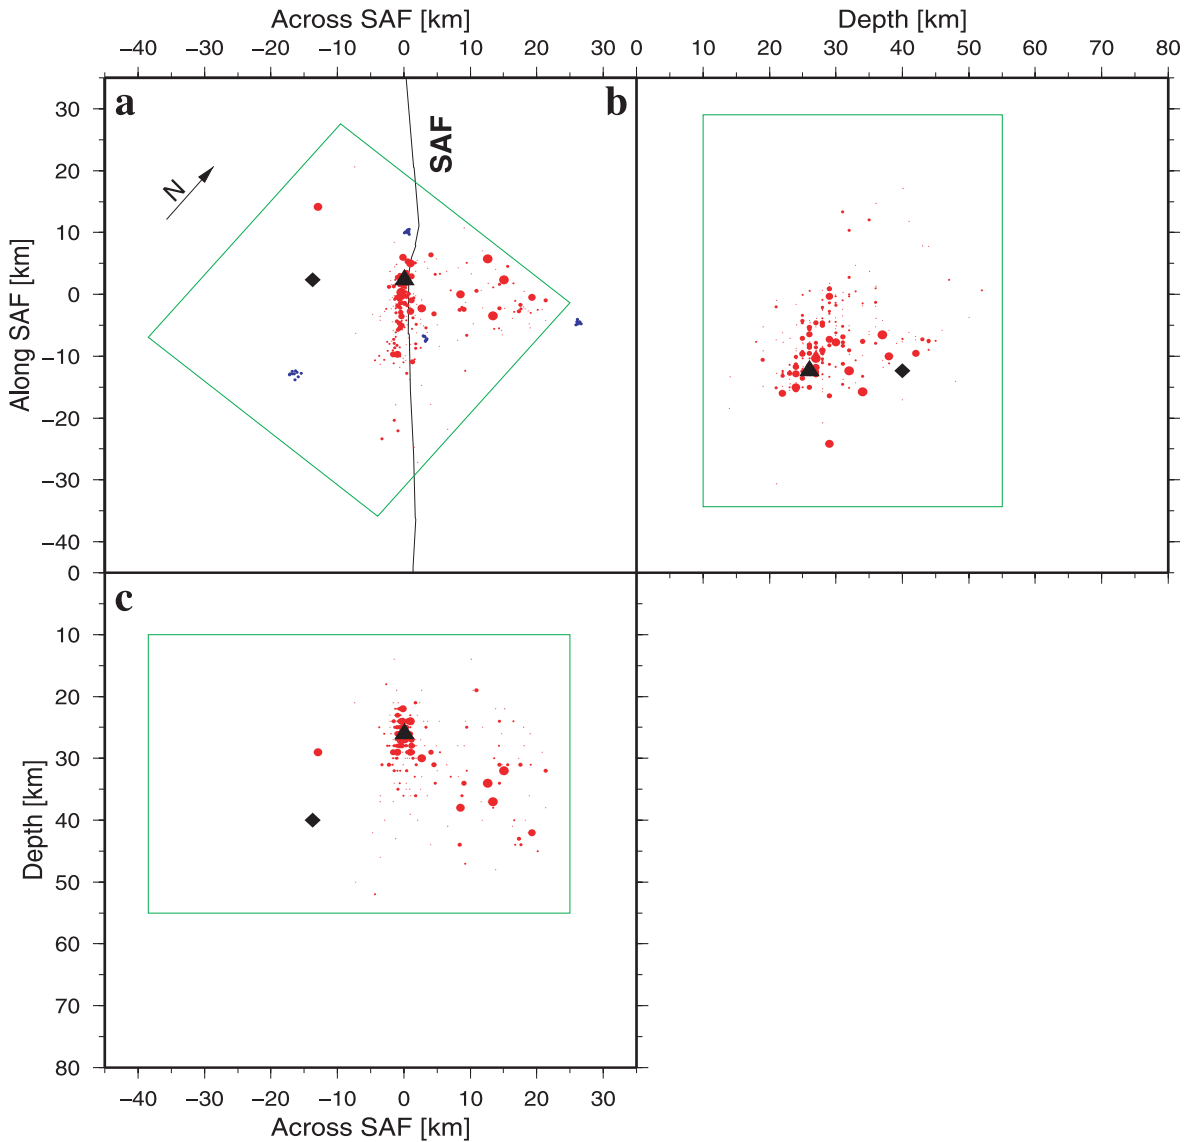 Across SAF [km]
Depth [km]
−40 −30 −20 −10 0 10 20 30 0 10 20 30 40 50 60 70 80
a
b
SAF
N
Along SAF [km]
30
20
10
0
−10
−20
−30
−40
0
c
Depth [km]
10
20
30
40
50
60
70
80
−40 −30 −20 −10 0 10 20 30
Across SAF [km]